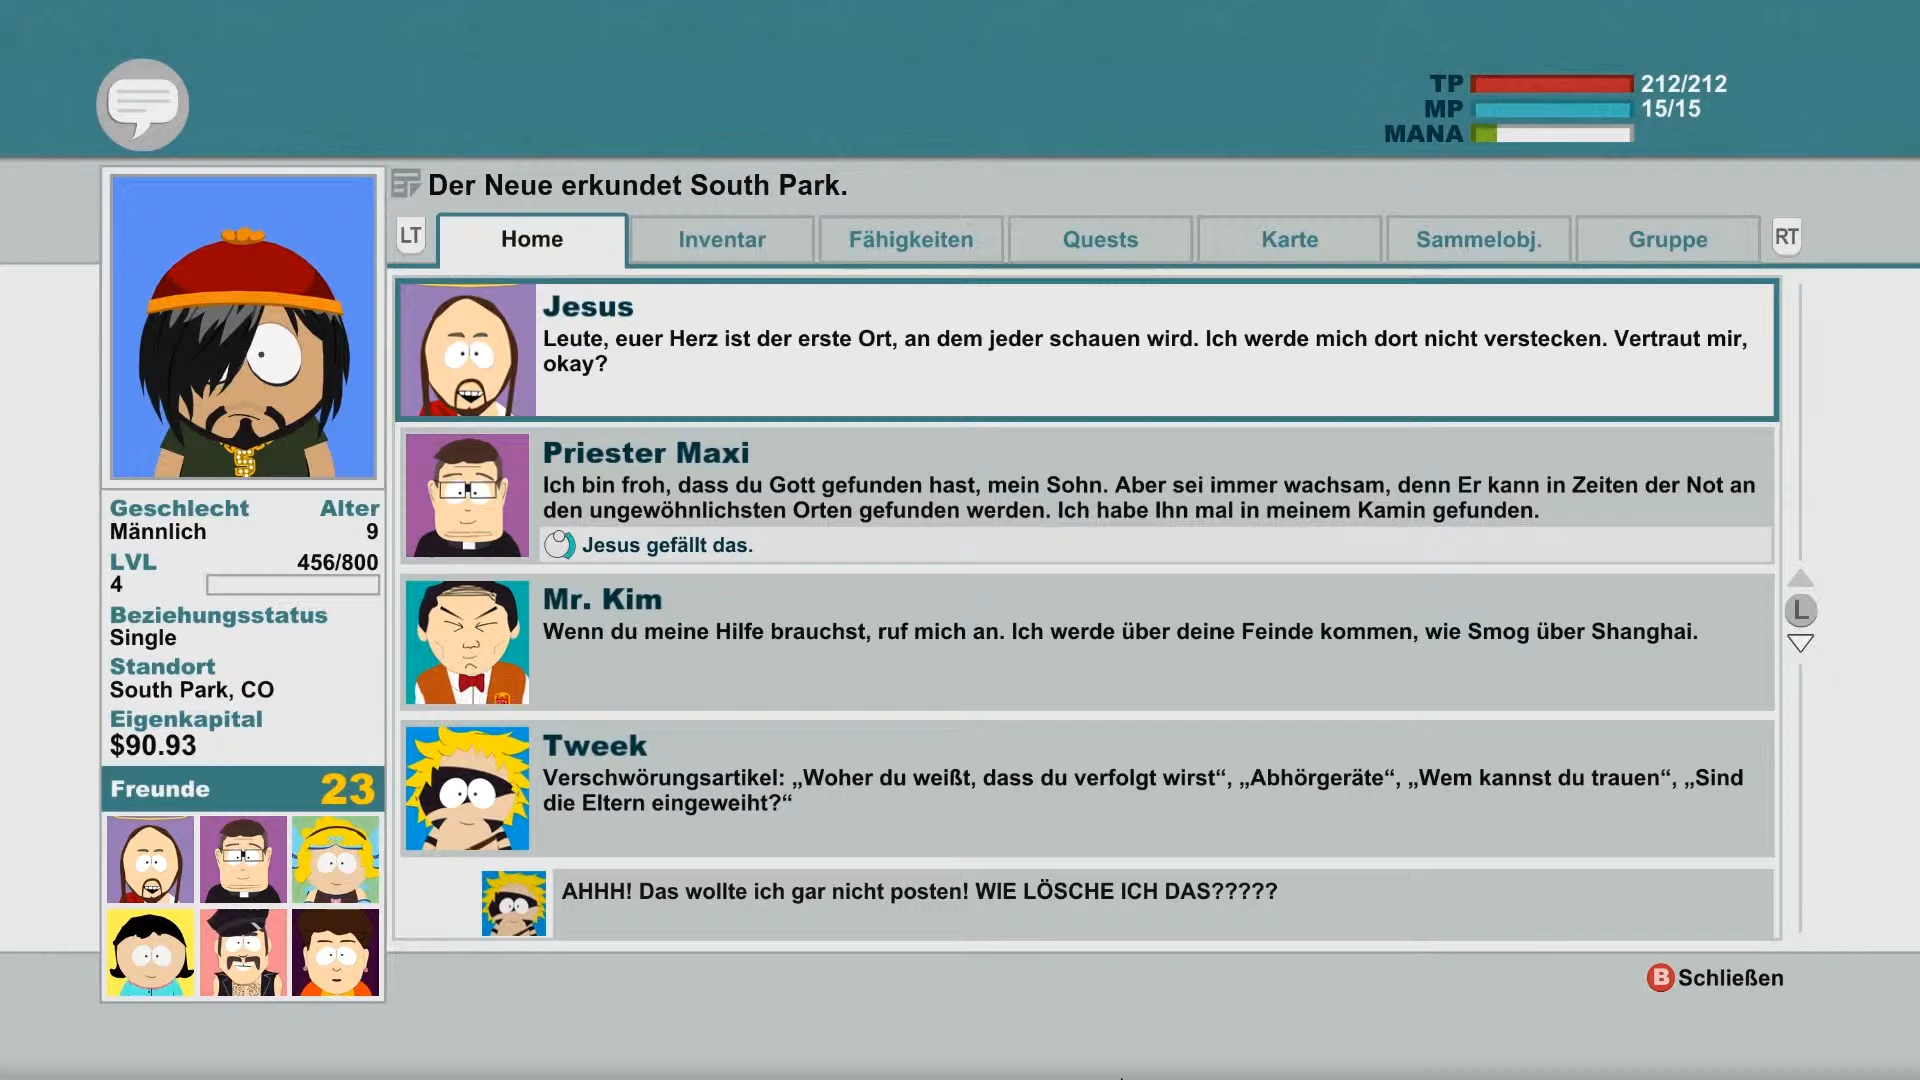 TP 212/212
MP 15/15
MANA
Der Neue erkundet South Park.
LT Home Inventar Fähigkeiten Quests Karte Sammelobj. Gruppe RT
Geschlecht Alter
Männlich 9
LVL 456/800
4
Beziehungsstatus
Single
Standort
South Park, CO
Eigenkapital
$90.93
Freunde 23
Jesus
Leute, euer Herz ist der erste Ort, an dem jeder schauen wird. Ich werde mich dort nicht verstecken. Vertraut mir,
okay?
Priester Maxi
Ich bin froh, dass du Gott gefunden hast, mein Sohn. Aber sei immer wachsam, denn Er kann in Zeiten der Not an
den ungewöhnlichsten Orten gefunden werden. Ich habe Ihn mal in meinem Kamin gefunden.
Jesus gefällt das.
Mr. Kim
Wenn du meine Hilfe brauchst, ruf mich an. Ich werde über deine Feinde kommen, wie Smog über Shanghai.
L
Tweek
Verschwörungsartikel: „Woher du weißt, dass du verfolgt wirst“, „Abhörgeräte“, „Wem kannst du trauen“, „Sind
die Eltern eingeweiht?“
AHHH! Das wollte ich gar nicht posten! WIE LÖSCHE ICH DAS?????
B Schließen